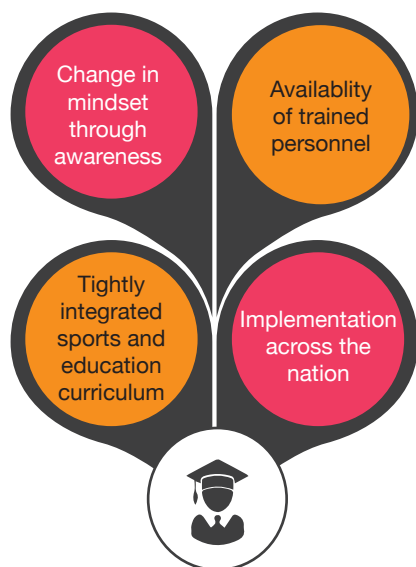 Change in
mindset
through
awareness
Availablity
of trained
personnel
Tightly
integrated
sports and
education
curriculum
Implementation
across the
nation